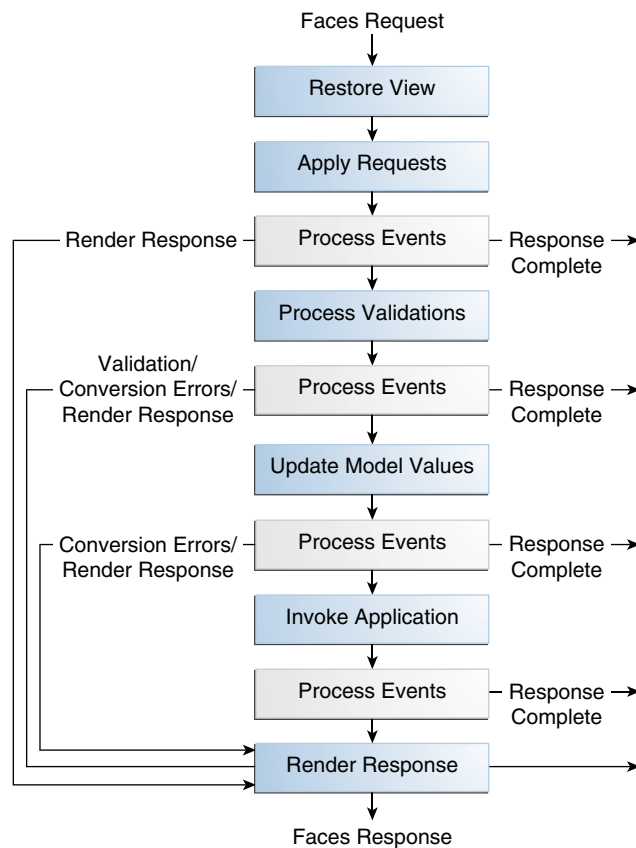 Faces Request
Restore View
Apply Requests
Render Response
Process Events
Response
Complete
Process Validations
Validation/
Conversion Errors/
Render Response
Process Events
Response
Complete
Update Model Values
Conversion Errors/
Render Response
Process Events
Response
Complete
Invoke Application
Process Events
Response
Complete
Render Response
Faces Response